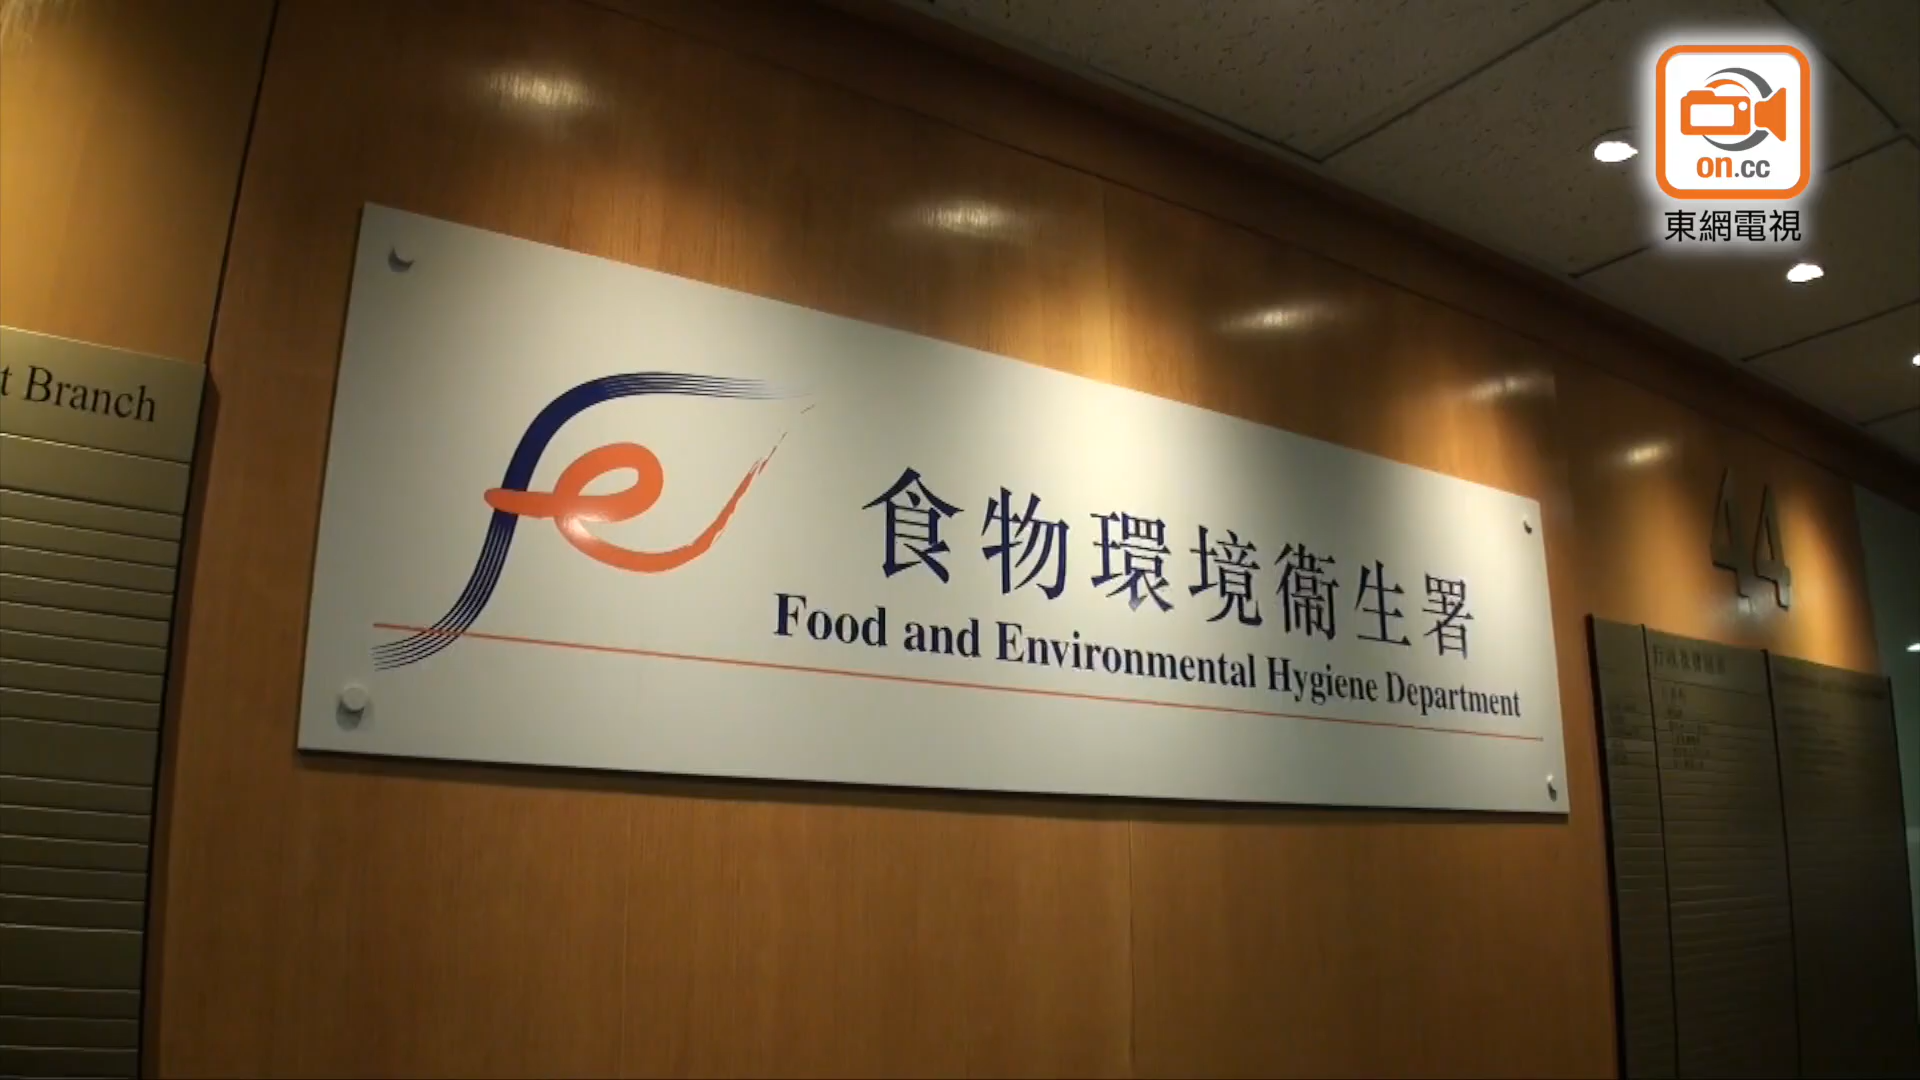 on.cc
東網電視
t Branch
食物環境衞生署
Food and Environmental Hygiene Department
44